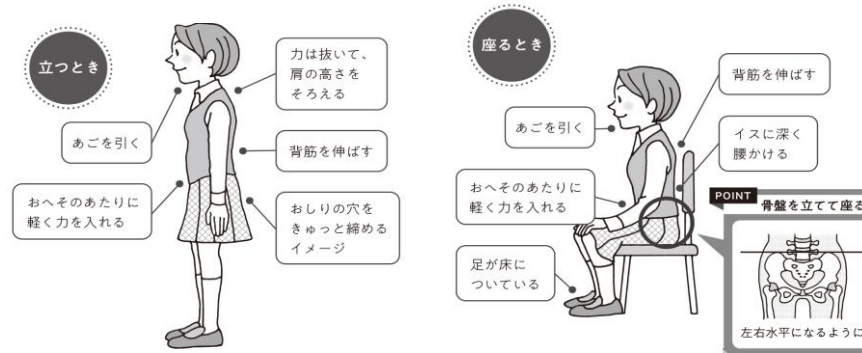 立つとき
力は抜いて、
肩の高さを
そろえる
あごを引く
背筋を伸ばす
おへそのあたりに
軽く力を入れる
おしりの穴を
きゅっと締める
イメージ
座るとき
背筋を伸ばす
あごを引く
イスに深く
腰かける
おへそのあたりに
軽く力を入れる
足が床に
ついている
POINT
骨盤を立てて座る
左右水平になるように